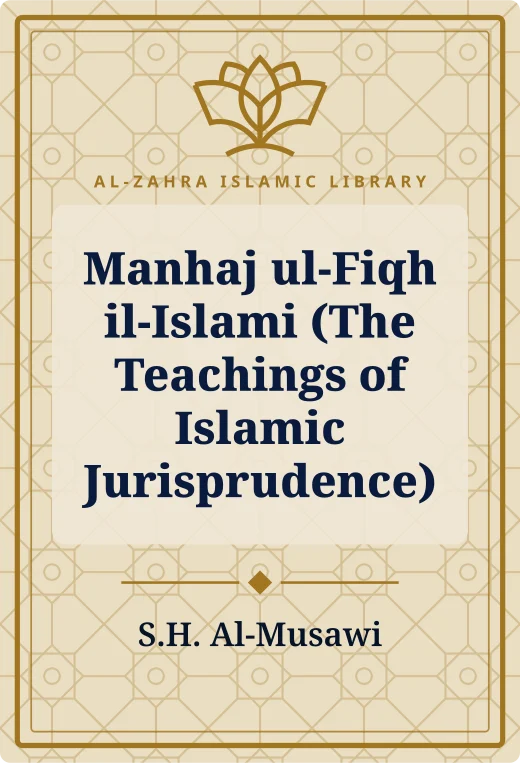 AL-ZAHRA ISLAMIC LIBRARY
Manhaj ul-Fiqh
il-Islami (The
Teachings of
Islamic
Jurisprudence)
S.H. Al-Musawi